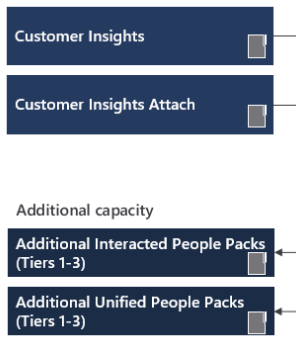 Customer Insights
Customer Insights Attach
Additional capacity
Additional Interacted People Packs
(Tiers 1-3)
Additional Unified People Packs
(Tiers 1-3)